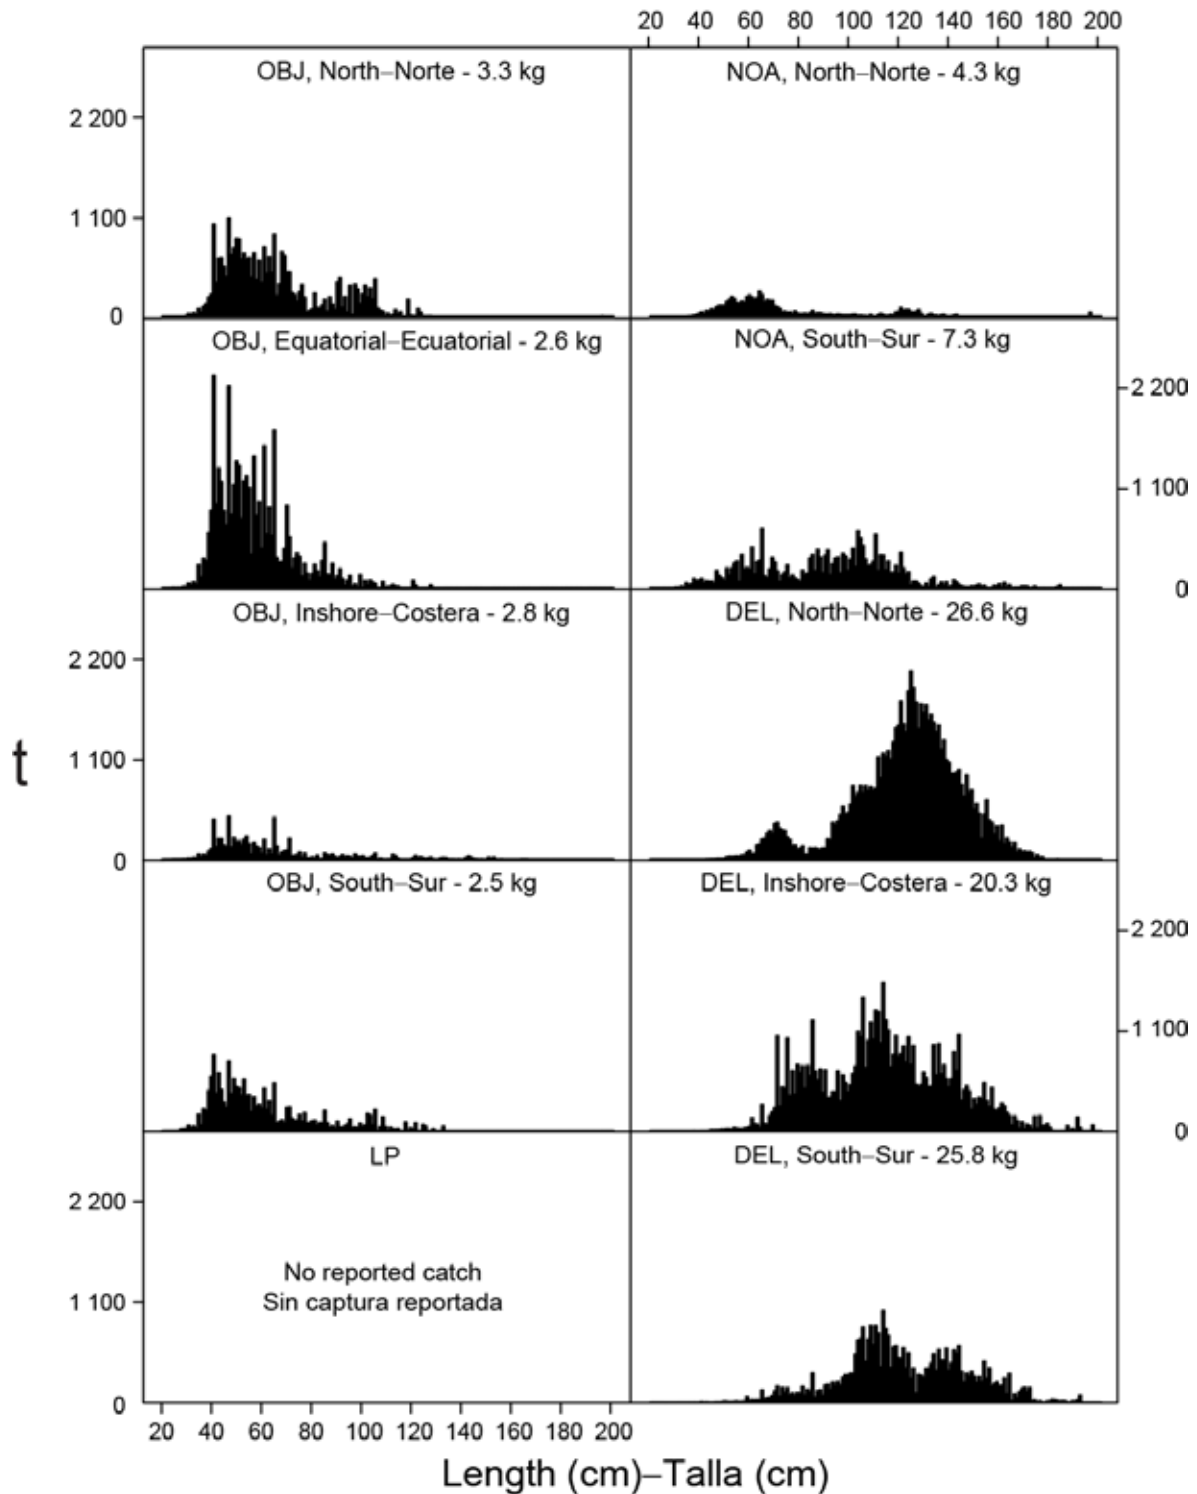 20 40 60 80 100 120 140 160 180 200
OBJ, North–Norte - 3.3 kg
NOA, North–Norte - 4.3 kg
2 200
1 100
0
OBJ, Equatorial–Ecuatorial - 2.6 kg
NOA, South–Sur - 7.3 kg
2 200
1 100
0
OBJ, Inshore–Costera - 2.8 kg
DEL, North–Norte - 26.6 kg
2 200
1 100
0
t
OBJ, South–Sur - 2.5 kg
DEL, Inshore–Costera - 20.3 kg
2 200
1 100
0
LP
DEL, South–Sur - 25.8 kg
2 200
No reported catch
Sin captura reportada
1 100
0
20 40 60 80 100 120 140 160 180 200
Length (cm)–Talla (cm)